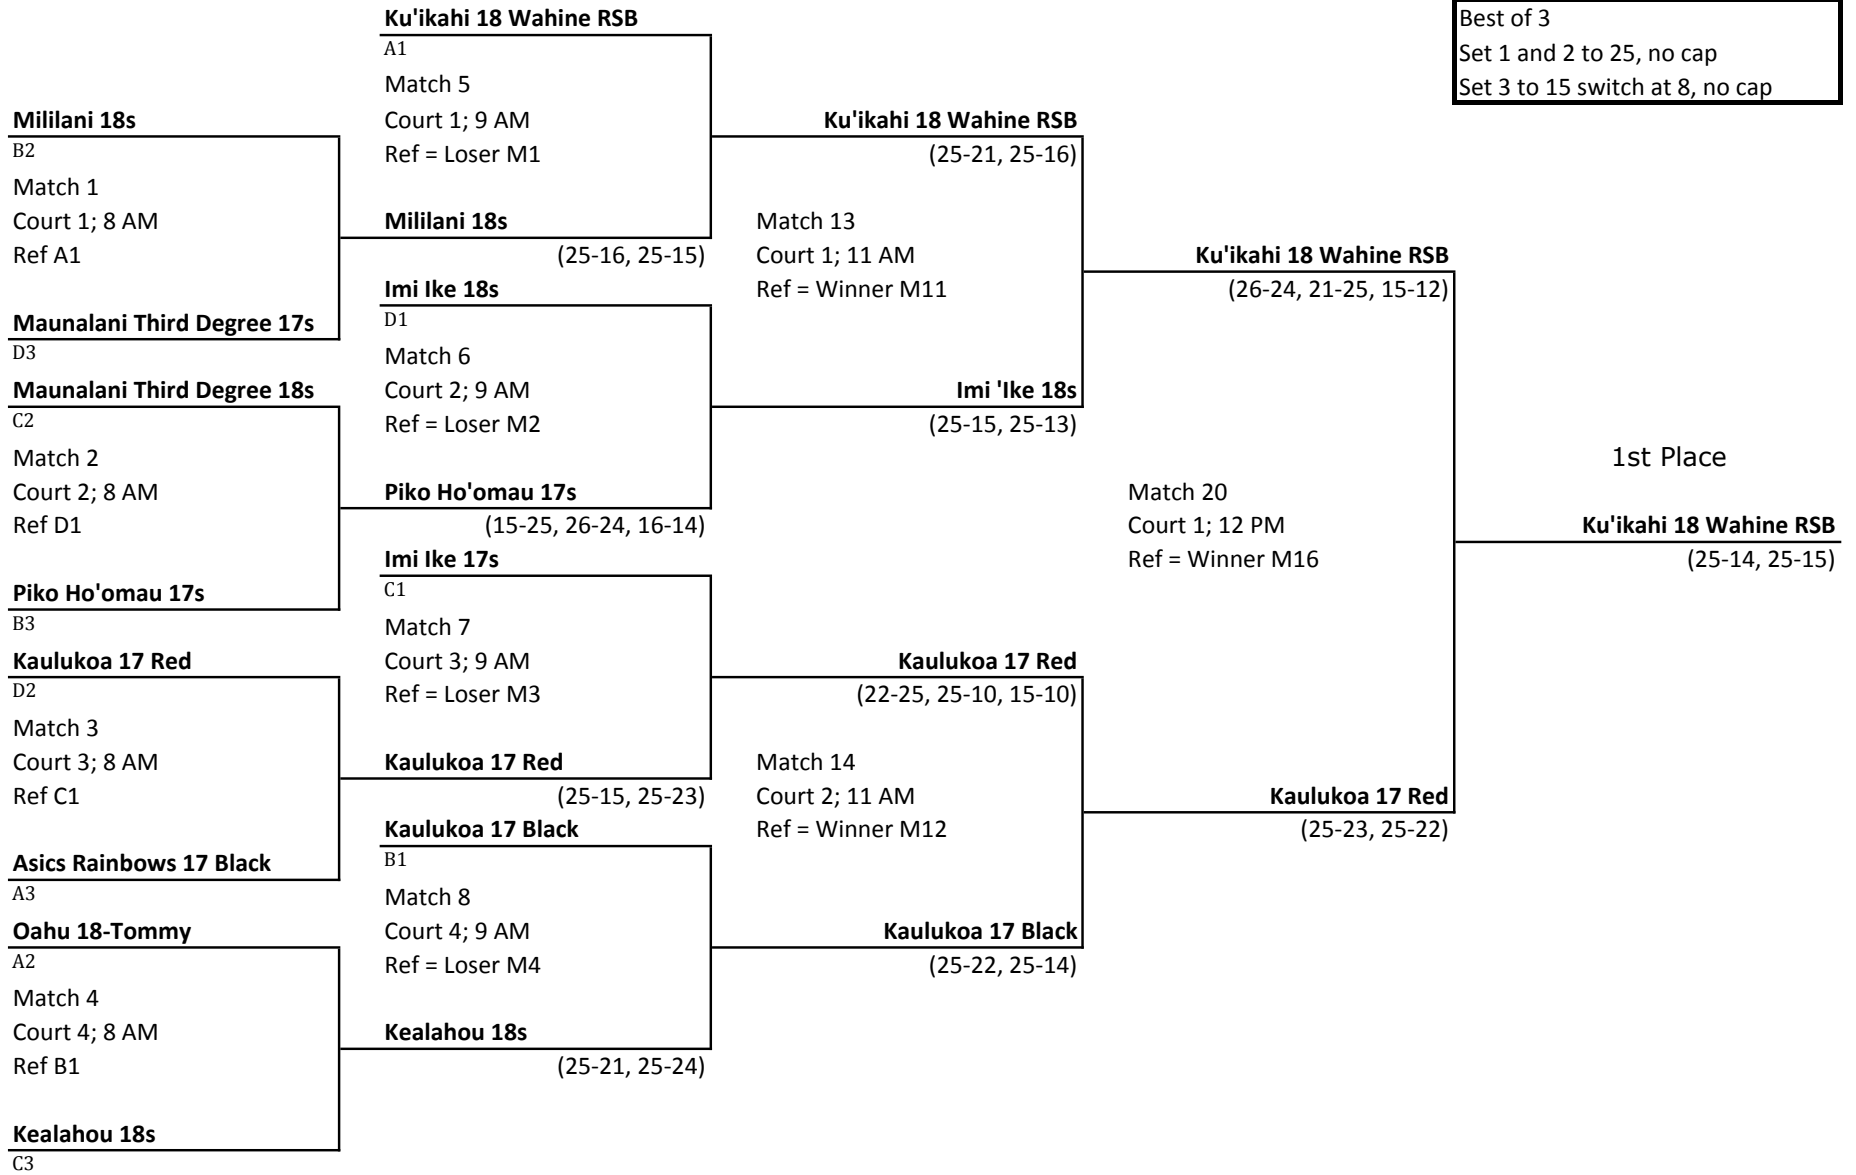 Best of 3
Set 1 and 2 to 25, no cap
Set 3 to 15 switch at 8, no cap
Mililani 18s
B2
Match 1
Court 1; 8 AM
Ref A1
Maunalani Third Degree 17s
D3
Maunalani Third Degree 18s
C2
Match 2
Court 2; 8 AM
Ref D1
Piko Ho'omau 17s
B3
Kaulukoa 17 Red
D2
Match 3
Court 3; 8 AM
Ref C1
Asics Rainbows 17 Black
A3
Oahu 18-Tommy
A2
Match 4
Court 4; 8 AM
Ref B1
Kealahou 18s
C3
Ku'ikahi 18 Wahine RSB
A1
Match 5
Court 1; 9 AM
Ref = Loser M1
Mililani 18s
(25-16, 25-15)
Imi Ike 18s
D1
Match 6
Court 2; 9 AM
Ref = Loser M2
Piko Ho'omau 17s
(15-25, 26-24, 16-14)
Imi Ike 17s
C1
Match 7
Court 3; 9 AM
Ref = Loser M3
Kaulukoa 17 Red
(25-15, 25-23)
Kaulukoa 17 Black
B1
Match 8
Court 4; 9 AM
Ref = Loser M4
Kealahou 18s
(25-21, 25-24)
Ku'ikahi 18 Wahine RSB
(25-21, 25-16)
Match 13
Court 1; 11 AM
Ref = Winner M11
Imi 'Ike 18s
(25-15, 25-13)
Kaulukoa 17 Red
(22-25, 25-10, 15-10)
Match 14
Court 2; 11 AM
Ref = Winner M12
Kaulukoa 17 Black
(25-22, 25-14)
Ku'ikahi 18 Wahine RSB
(26-24, 21-25, 15-12)
Match 20
Court 1; 12 PM
Ref = Winner M16
Kaulukoa 17 Red
(25-23, 25-22)
1st Place
Ku'ikahi 18 Wahine RSB
(25-14, 25-15)